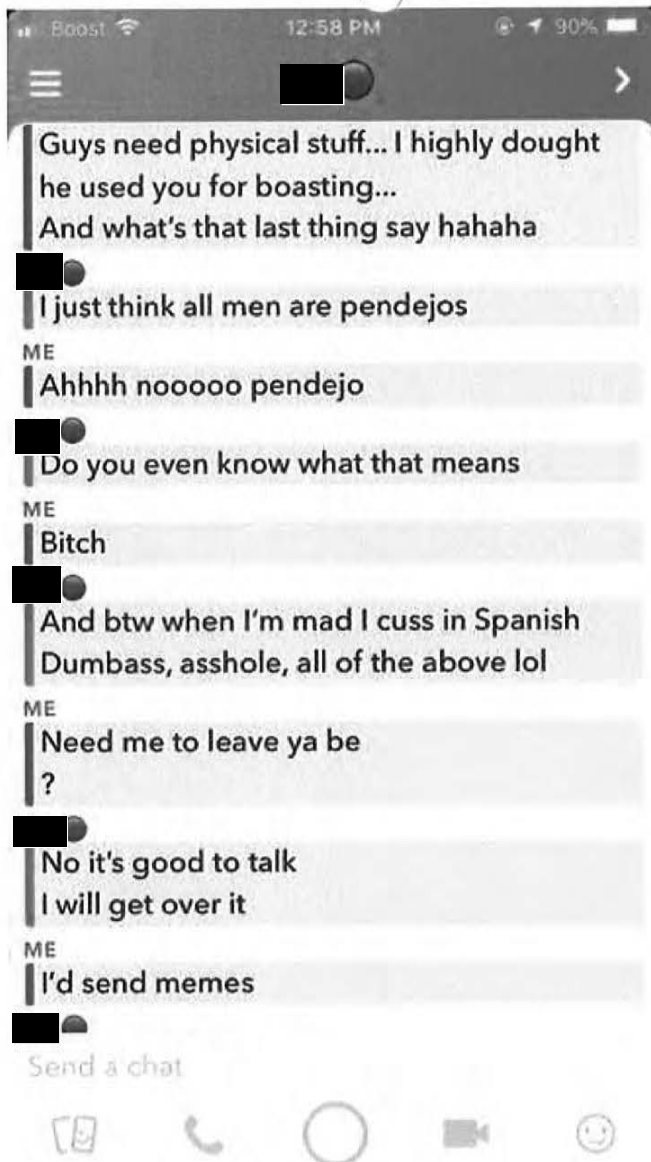 Boost 12:58 PM 90%
Guys need physical stuff... I highly dought
he used you for boasting...
And what's that last thing say hahaha
I just think all men are pendejos
ME
Ahhhh nooooo pendejo
Do you even know what that means
ME
Bitch
And btw when I'm mad I cuss in Spanish
Dumbass, asshole, all of the above lol
ME
Need me to leave ya be
?
No it's good to talk
I will get over it
ME
I'd send memes
Send a chat